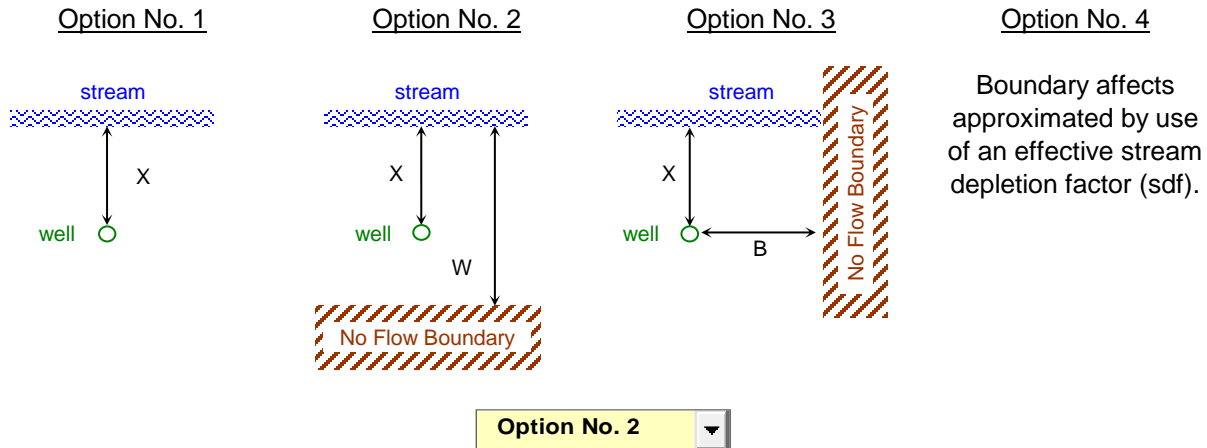 Option No. 1
stream
X
well
Option No. 2
stream
X
well
W
No Flow Boundary
Option No. 3
stream
X
well
B
No Flow Boundary
Option No. 4
Boundary affects
approximated by use
of an effective stream
depletion factor (sdf).
Option No. 2